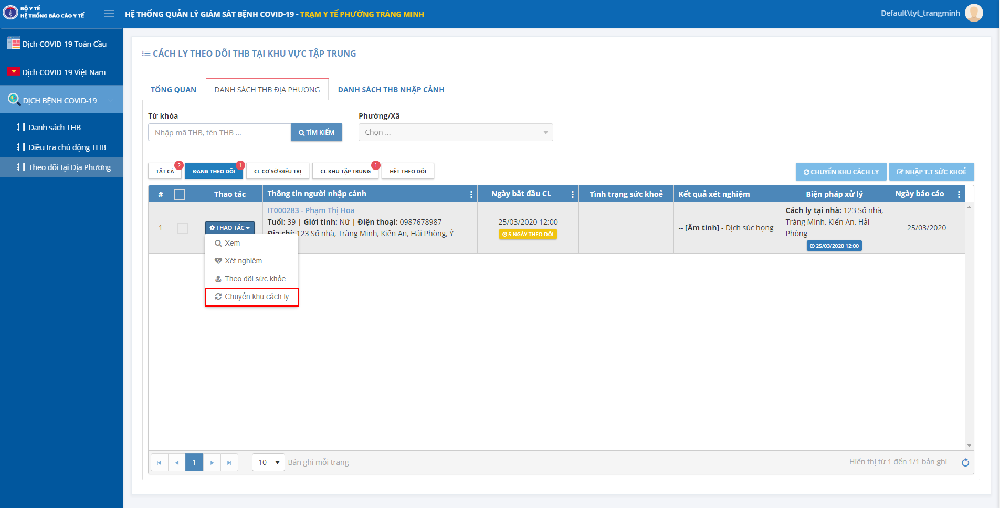 BỘ Y TẾ
HỆ THỐNG BÁO CÁO Y TẾ
HỆ THỐNG QUẢN LÝ GIÁM SÁT BỆNH COVID-19 - TRẠM Y TẾ PHƯỜNG TRÀNG MINH
Default\tyt_trangminh
Dịch COVID-19 Toàn Cầu
Dịch COVID-19 Việt Nam
DỊCH BỆNH COVID-19
Danh sách THB
Điều tra chủ động THB
Theo dõi tại Địa Phương
CÁCH LY THEO DÕI THB TẠI KHU VỰC TẬP TRUNG
TỔNG QUAN
DANH SÁCH THB ĐỊA PHƯƠNG
DANH SÁCH THB NHẬP CẢNH
Từ khóa
Phường/Xã
Nhập mã THB, tên THB ...
TÌM KIẾM
Chọn ...
TẤT CẢ 2
ĐANG THEO DÕI 1
CL CƠ SỞ ĐIỀU TRỊ
CL KHU TẬP TRUNG 1
HẾT THEO DÕI
CHUYỂN KHU CÁCH LY
NHẬP T.T SỨC KHOẺ
# Thao tác Thông tin người nhập cảnh Ngày bắt đầu CL Tình trạng sức khoẻ Kết quả xét nghiệm Biện pháp xử lý Ngày báo cáo
1
THAO TÁC
IT000283 - Phạm Thị Hoa
Tuổi: 39 | Giới tính: Nữ | Điện thoại: 0987678987
Địa chỉ: 123 Số nhà, Tràng Minh, Kiến An, Hải Phòng, Ý
25/03/2020 12:00
5 NGÀY THEO DÕI
-- [Âm tính] - Dịch súc họng
Cách ly tại nhà: 123 Số nhà,
Tràng Minh, Kiến An, Hải
Phòng
25/03/2020 12:00
25/03/2020
Xem
Xét nghiệm
Theo dõi sức khỏe
Chuyển khu cách ly
1
10
Bản ghi mỗi trang
Hiển thị từ 1 đến 1/1 bản ghi